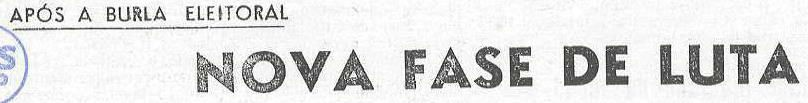 APÓS A BURLA ELEITORAL
NOVA FASE DE LUTA